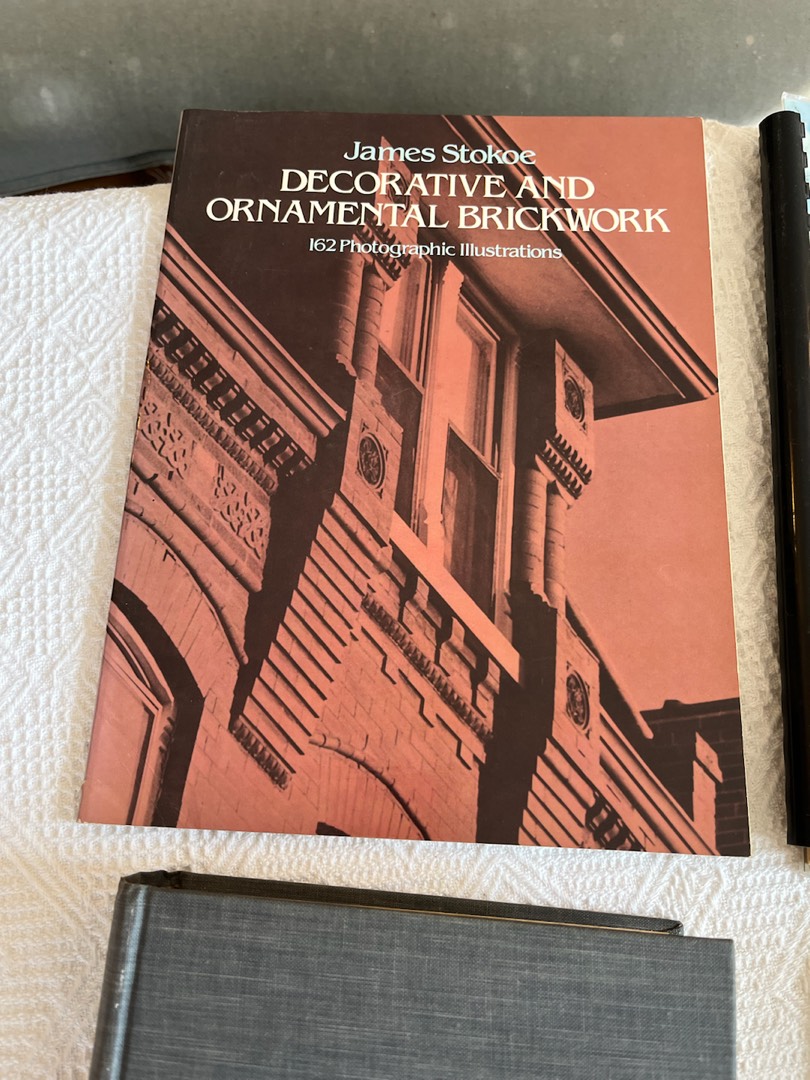 James Stokoe
DECORATIVE AND
ORNAMENTAL BRICKWORK
162 Photographic Illustrations